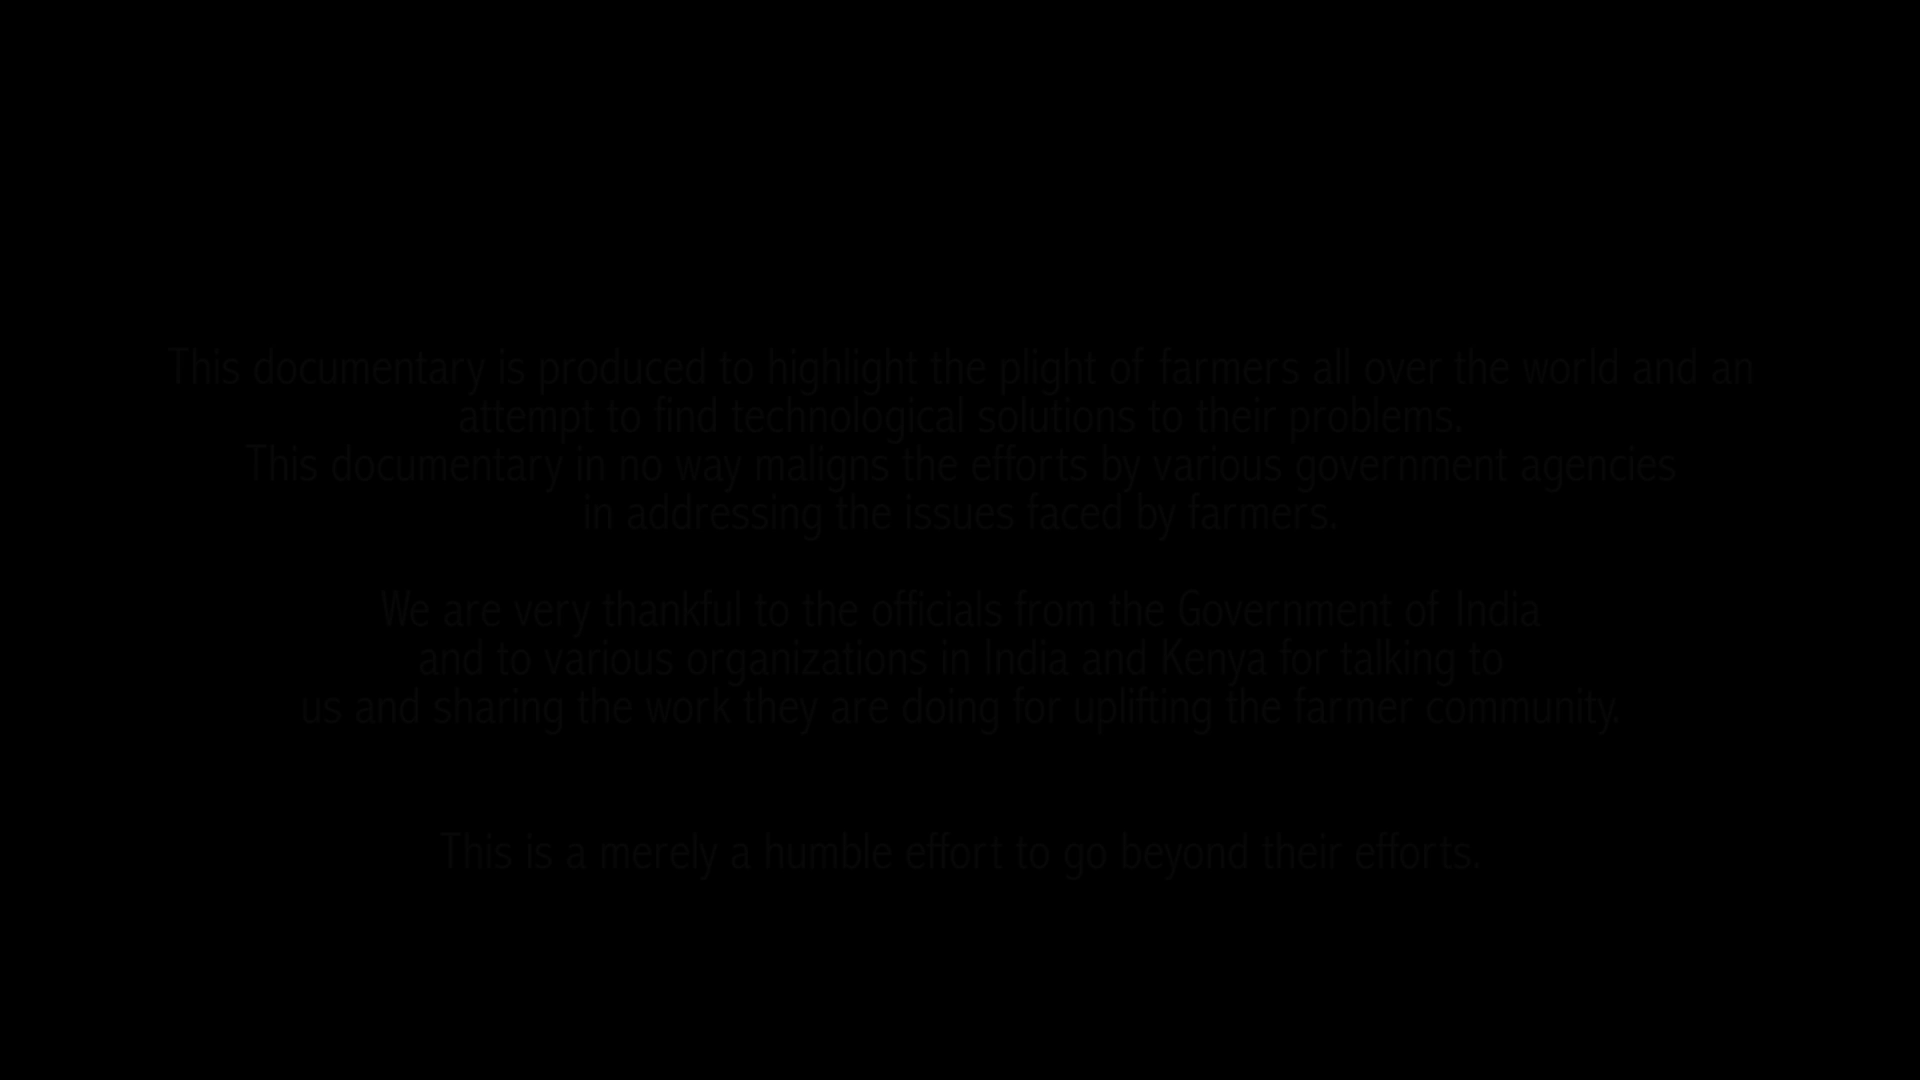 This documentary is produced to highlight the plight of farmers all over the world and an
attempt to find technological solutions to their problems.
This documentary in no way maligns the efforts by various government agencies
in addressing the issues faced by farmers.
We are very thankful to the officials from the Government of India
and to various organizations in India and Kenya for talking to
us and sharing the work they are doing for uplifting the farmer community.
This is a merely a humble effort to go beyond their efforts.